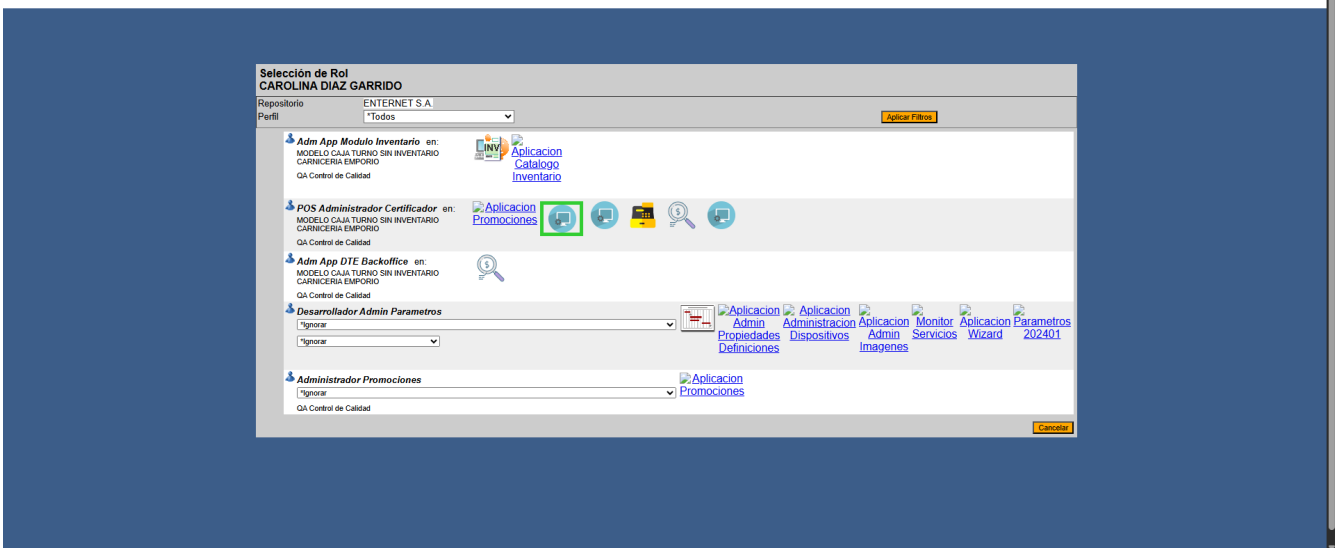 Selección de Rol
CAROLINA DIAZ GARRIDO
Repositorio ENTERNET S.A.
Perfil *Todos Aplicar Filtros
Adm App Modulo Inventario en:
MODELO CAJA TURNO SIN INVENTARIO
CARNICERIA EMPORIO
QA Control de Calidad
INV
Aplicacion
Catalogo
Inventario
POS Administrador Certificador en:
MODELO CAJA TURNO SIN INVENTARIO
CARNICERIA EMPORIO
QA Control de Calidad
Aplicacion
Promociones
Adm App DTE Backoffice en:
MODELO CAJA TURNO SIN INVENTARIO
CARNICERIA EMPORIO
QA Control de Calidad
Desarrollador Admin Parametros
*Ignorar
*Ignorar
Aplicacion
Admin
Propiedades
Definiciones
Aplicacion
Administracion
Dispositivos
Aplicacion
Admin
Imagenes
Monitor
Servicios
Aplicacion
Wizard
Parametros
202401
Administrador Promociones
*Ignorar
QA Control de Calidad
Aplicacion
Promociones
Cancelar